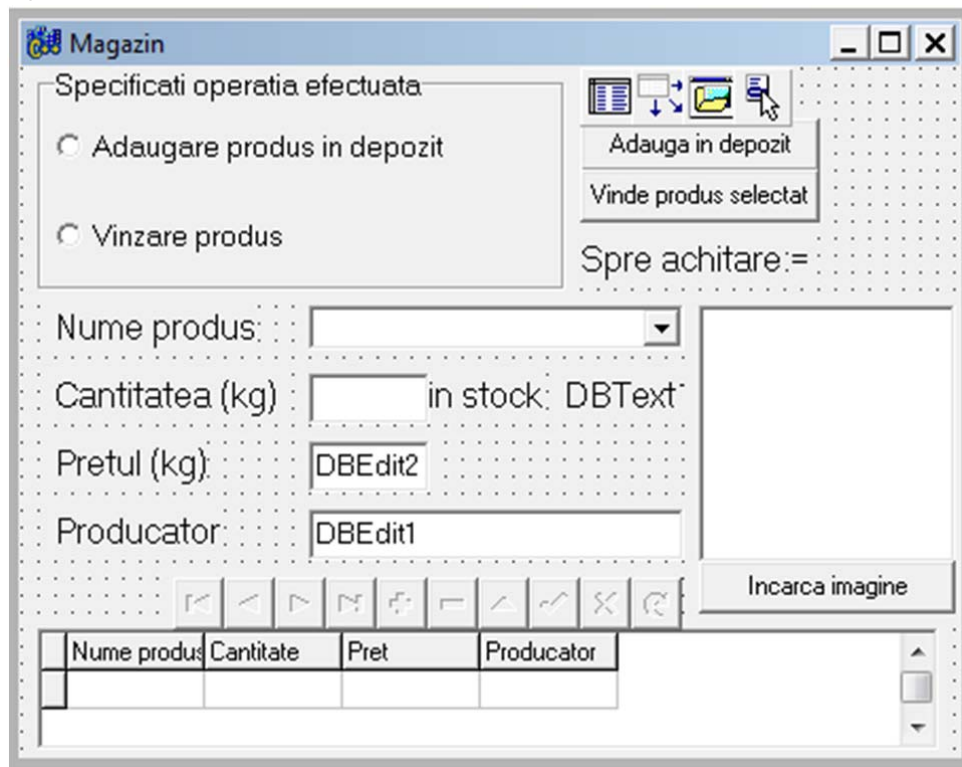 Magazin
Specificati operatia efectuata
Adaugare produs in depozit
Vinzare produs
Adauga in depozit
Vinde produs selectat
Spre achitare:=
Nume produs:
Cantitatea (kg) in stock: DBText
Pretul (kg): DBEdit2
Producator: DBEdit1
Incarca imagine
Nume produs Cantitate Pret Producator